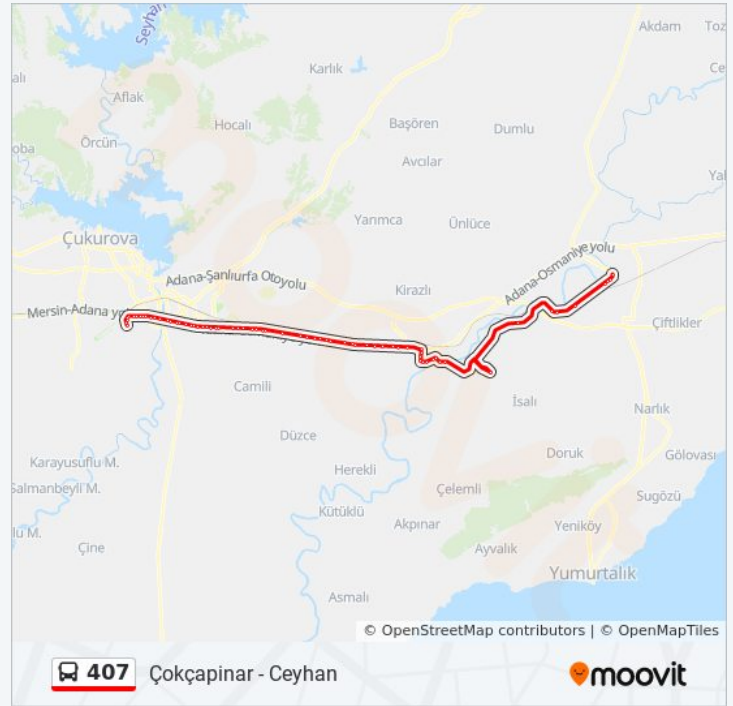 Akdam
Toz
Seyhan
Karlık
Ce
alı
Aflak
Hocalı
Başören
Dumlu
Örcün
oba
Avcılar
Yal
Yarımca
Ünlüce
Çukurova
Adana-Şanlıurfa Otoyolu
Adana-Osmaniye yolu
Kirazlı
Mersin-Adana yo
Çiftlikler
Camili
İsalı
Narlık
Düzce
Karayusuflu M.
Herekli
Doruk
Gölovası
Salmanbeyli M.
Çelemli
Sugözü
Kütüklü
lu M.
Akpınar
Yeniköy
Çine
Ayvalık
Yumurtalık
Asmalı
© OpenStreetMap contributors | © OpenMapTiles
407 Çokçapinar - Ceyhan
moovit